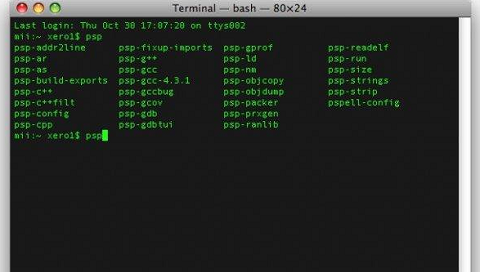 Terminal — bash — 80×24
Last login: Thu Oct 30 17:07:20 on ttys002
mii:~ xero1$ psp
psp-addr2line psp-fixup-imports psp-gprof psp-readelf
psp-ar psp-g++ psp-ld psp-run
psp-as psp-gcc psp-nm psp-size
psp-build-exports psp-gcc-4.3.1 psp-objcopy psp-strings
psp-c++ psp-gccbug psp-objdump psp-strip
psp-c++filt psp-gcov psp-packer pspell-config
psp-config psp-gdb psp-prxgen
psp-cpp psp-gdbtui psp-ranlib
mii:~ xero1$ psp